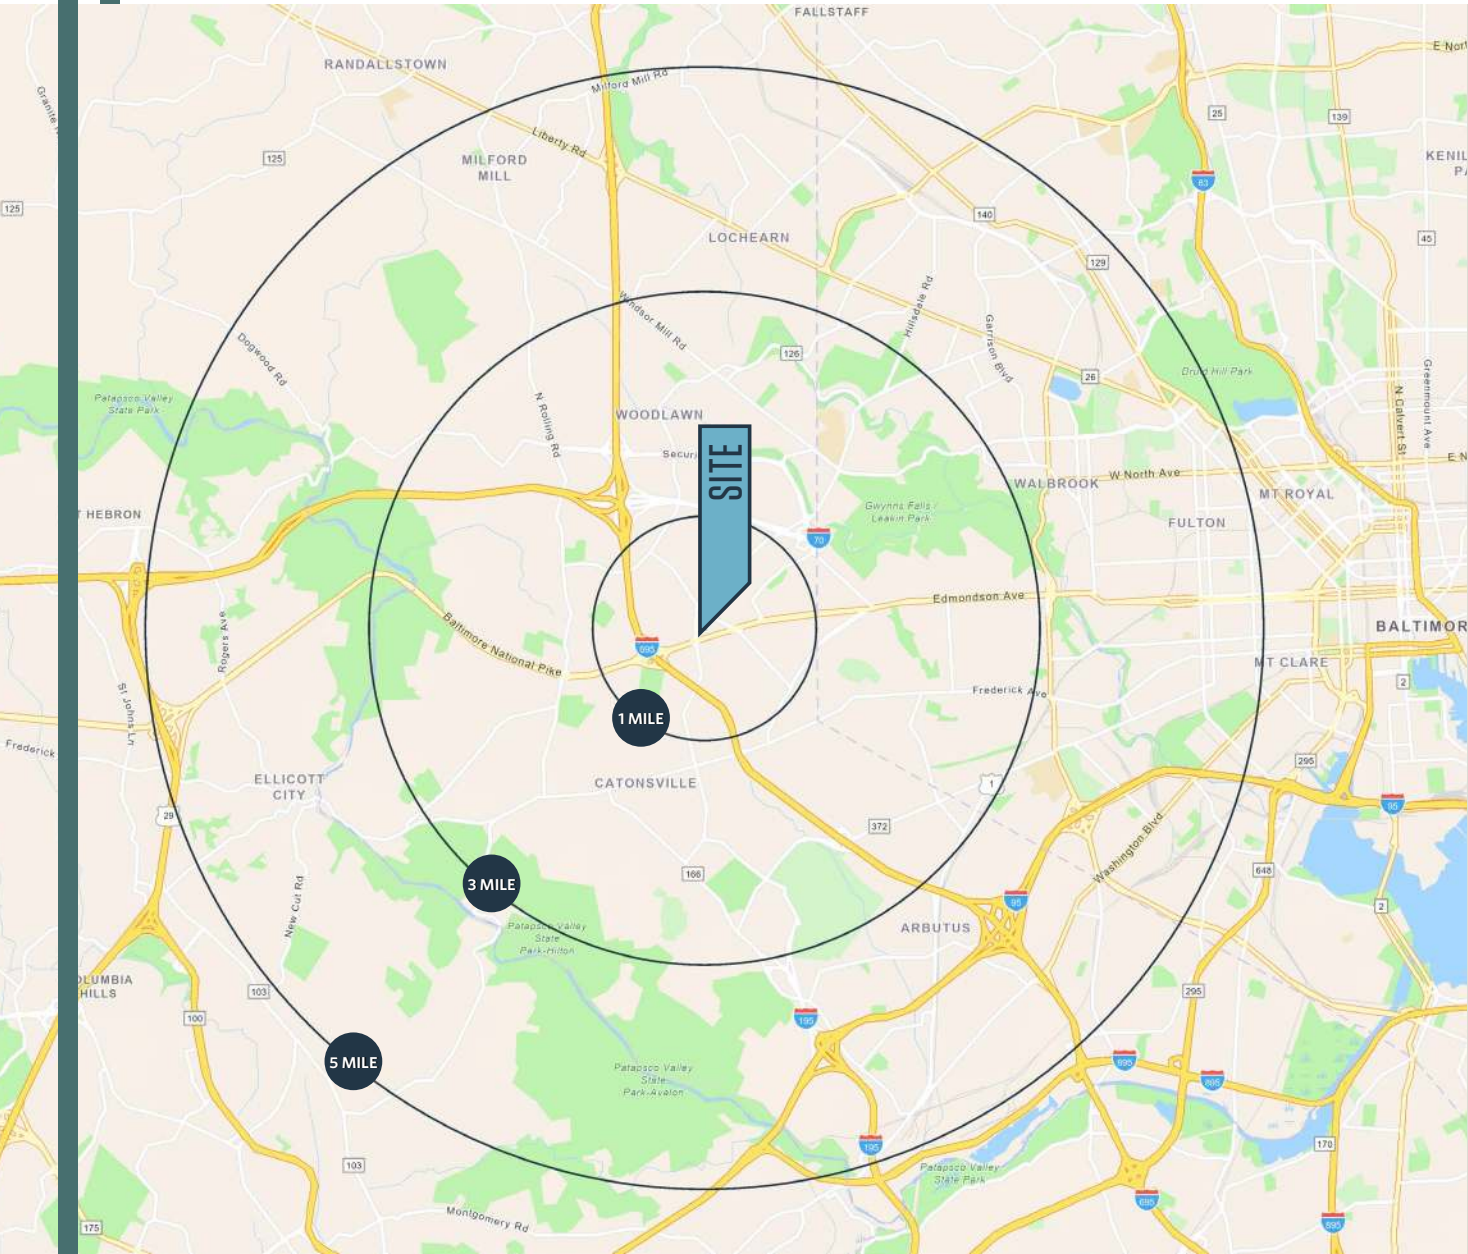 FALLSTAFF
E Nor
RANDALLSTOWN
Milford Mill Rd
Granite
25
139
Liberty Rd
125
MILFORD
MILL
KENIL
83
125
140
LOCHEARN
45
129
Windsor Mill Rd
Hillsdale Rd
Garrison Blvd
Dogwood Rd
126
26
Druid Hill Park
Greenmount Ave
N Calvert St
Patapsco Valley
State Park
N Rolling Rd
WOODLAWN
SITE
Securi
E N
WALBROOK
W North Ave
MT ROYAL
Gwynns Falls /
Leakin Park
T HEBRON
FULTON
70
Edmondson Ave
Rogers Ave
Baltimore National Pike
695
BALTIMOR
MT CLARE
2
St Johns Ln
Frederick Ave
1 MILE
Frederick
295
ELLICOTT
CITY
CATONSVILLE
1
95
29
372
Washington Blvd
166
648
3 MILE
New Cut Rd
95
2
Patapsco Valley
State
Park-Hilton
ARBUTUS
OLUMBIA
HILLS
103
295
100
195
5 MILE
Patapsco Valley
State
Park-Avalon
695
895
195
170
103
Patapsco Valley
State Park
695
Montgomery Rd
175
895